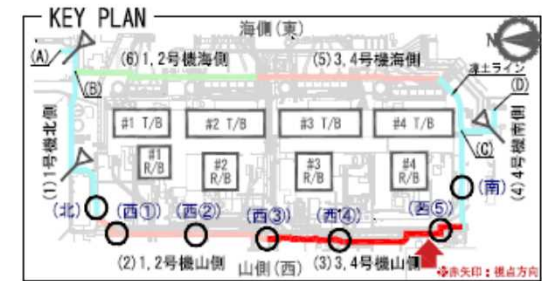 KEY PLAN
海側(東)
N
(A)
(6)1,2号機海側
(5)3,4号機海側
凍土ライン
(B)
(D)
#1 T/B
#2 T/B
#3 T/B
#4 T/B
(C)
(1)1号機北側
(4)4号機南側
#1
R/B
#2
R/B
#3
R/B
#4
R/B
(北)
(西①)
(西②)
(西③)
(西④)
(西⑤)
(南)
(2)1,2号機山側
山側(西)
(3)3,4号機山側
赤矢印:視点方向